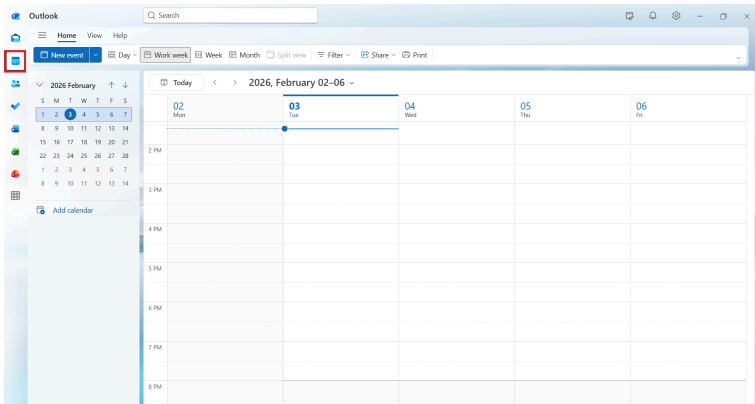 Outlook
Search
Home View Help
New event Day Work week Week Month Split view Filter Share Print
2026 February
S M T W T F S
1 2 3 4 5 6 7
8 9 10 11 12 13 14
15 16 17 18 19 20 21
22 23 24 25 26 27 28
1 2 3 4 5 6 7
8 9 10 11 12 13 14
Add calendar
Today 2026, February 02–06
02 03 04 05 06
Mon Tue Wed Thu Fri
2 PM
3 PM
4 PM
5 PM
6 PM
7 PM
8 PM